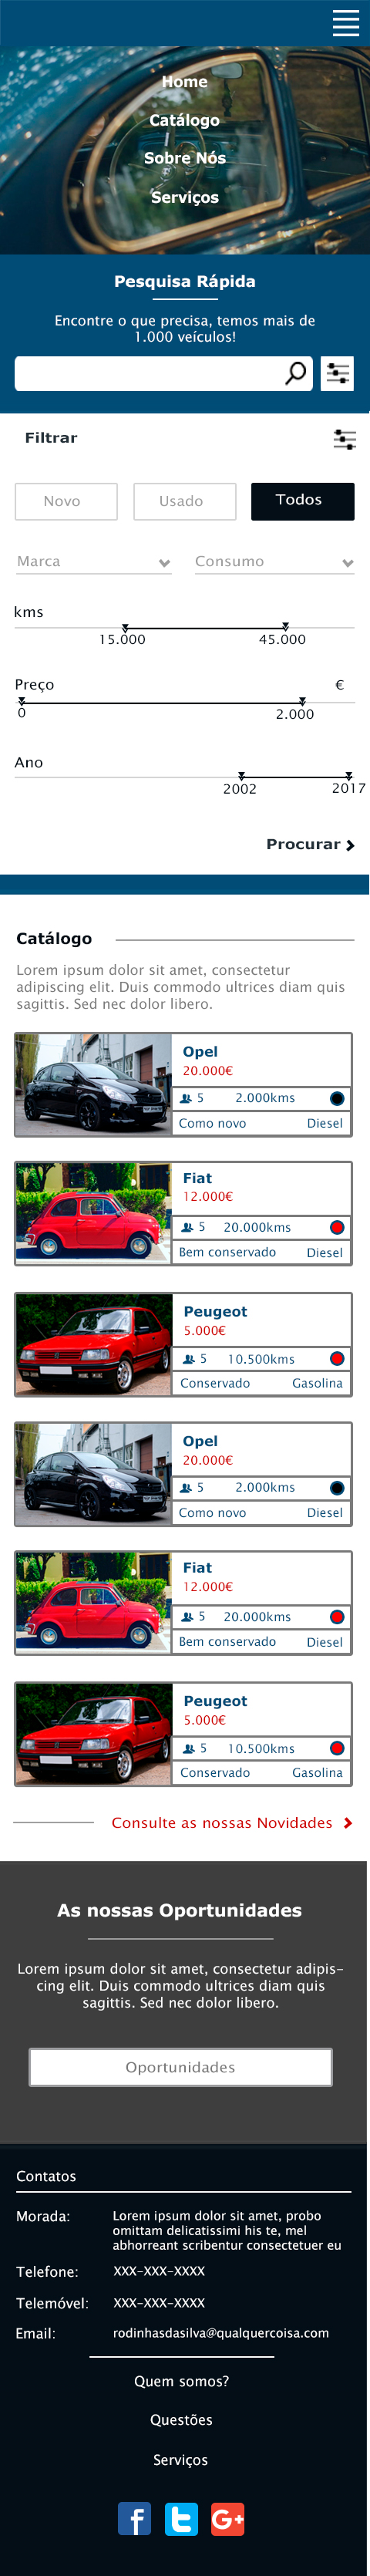 Home
Catálogo
Sobre Nós
Serviços
Pesquisa Rápida
Encontre o que precisa, temos mais de
1.000 veículos!
Filtrar
Novo
Usado
Todos
Marca
Consumo
kms
15.000
45.000
Preço
€
0
2.000
Ano
2002
2017
Procurar
Catálogo
Lorem ipsum dolor sit amet, consectetur
adipiscing elit. Duis commodo ultrices diam quis
sagittis. Sed nec dolor libero.
Opel
20.000€
5 2.000kms
Como novo Diesel
Fiat
12.000€
5 20.000kms
Bem conservado Diesel
Peugeot
5.000€
5 10.500kms
Conservado Gasolina
Opel
20.000€
5 2.000kms
Como novo Diesel
Fiat
12.000€
5 20.000kms
Bem conservado Diesel
Peugeot
5.000€
5 10.500kms
Conservado Gasolina
Consulte as nossas Novidades
As nossas Oportunidades
Lorem ipsum dolor sit amet, consectetur adipis-
cing elit. Duis commodo ultrices diam quis
sagittis. Sed nec dolor libero.
Oportunidades
Contatos
Morada: Lorem ipsum dolor sit amet, probo
omittam delicatissimi his te, mel
abhorreant scribentur consectetuer eu
Telefone: XXX-XXX-XXXX
Telemóvel: XXX-XXX-XXXX
Email: rodinhasdasilva@qualquercoisa.com
Quem somos?
Questões
Serviços
f
t
G+